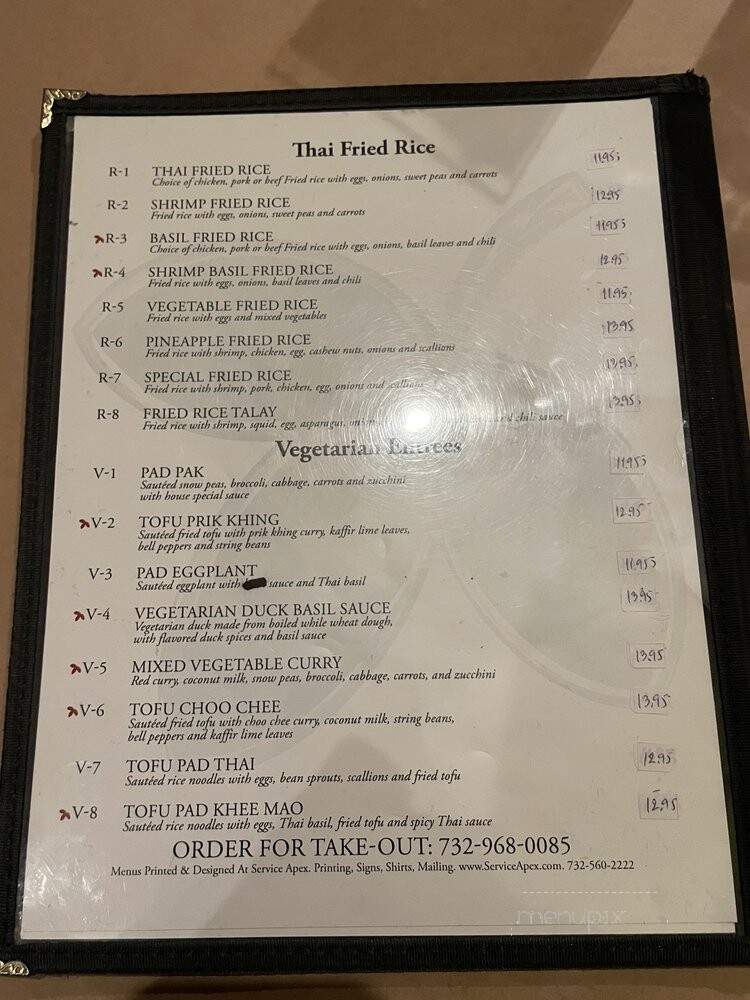 Thai Fried Rice
R-1 THAI FRIED RICE 11.95
Choice of chicken, pork or beef Fried rice with eggs, onions, sweet peas and carrots
R-2 SHRIMP FRIED RICE 12.95
Fried rice with eggs, onions, sweet peas and carrots
R-3 BASIL FRIED RICE 11.95
Choice of chicken, pork or beef Fried rice with eggs, onions, basil leaves and chili
R-4 SHRIMP BASIL FRIED RICE 12.95
Fried rice with eggs, onions, basil leaves and chili
R-5 VEGETABLE FRIED RICE 11.95
Fried rice with eggs and mixed vegetables
R-6 PINEAPPLE FRIED RICE 13.95
Fried rice with shrimp, chicken, egg, cashew nuts, onions and scallions
R-7 SPECIAL FRIED RICE
Fried rice with shrimp, pork, chicken, egg, onions and scallions
R-8 FRIED RICE TALAY 13.95
Fried rice with shrimp, squid, egg, asparagus, and chili sauce
Vegetarian Entrees
V-1 PAD PAK 11.95
Sautéed snow peas, broccoli, cabbage, carrots and zucchini
with house special sauce
V-2 TOFU PRIK KHING 12.95
Sautéed fried tofu with prik khing curry, kaffir lime leaves,
bell peppers and string beans
V-3 PAD EGGPLANT 11.95
Sautéed eggplant with sauce and Thai basil
V-4 VEGETARIAN DUCK BASIL SAUCE 13.95
Vegetarian duck made from boiled while wheat dough,
with flavored duck spices and basil sauce
V-5 MIXED VEGETABLE CURRY 13.95
Red curry, coconut milk, snow peas, broccoli, cabbage, carrots, and zucchini
V-6 TOFU CHOO CHEE 13.95
Sautéed fried tofu with choo chee curry, coconut milk, string beans,
bell peppers and kaffir lime leaves
V-7 TOFU PAD THAI 12.95
Sautéed rice noodles with eggs, bean sprouts, scallions and fried tofu
V-8 TOFU PAD KHEE MAO 12.95
Sautéed rice noodles with eggs, Thai basil, fried tofu and spicy Thai sauce
ORDER FOR TAKE-OUT: 732-968-0085
Menus Printed & Designed At Service Apex. Printing, Signs, Shirts, Mailing. www.ServiceApex.com. 732-560-2222
menupix